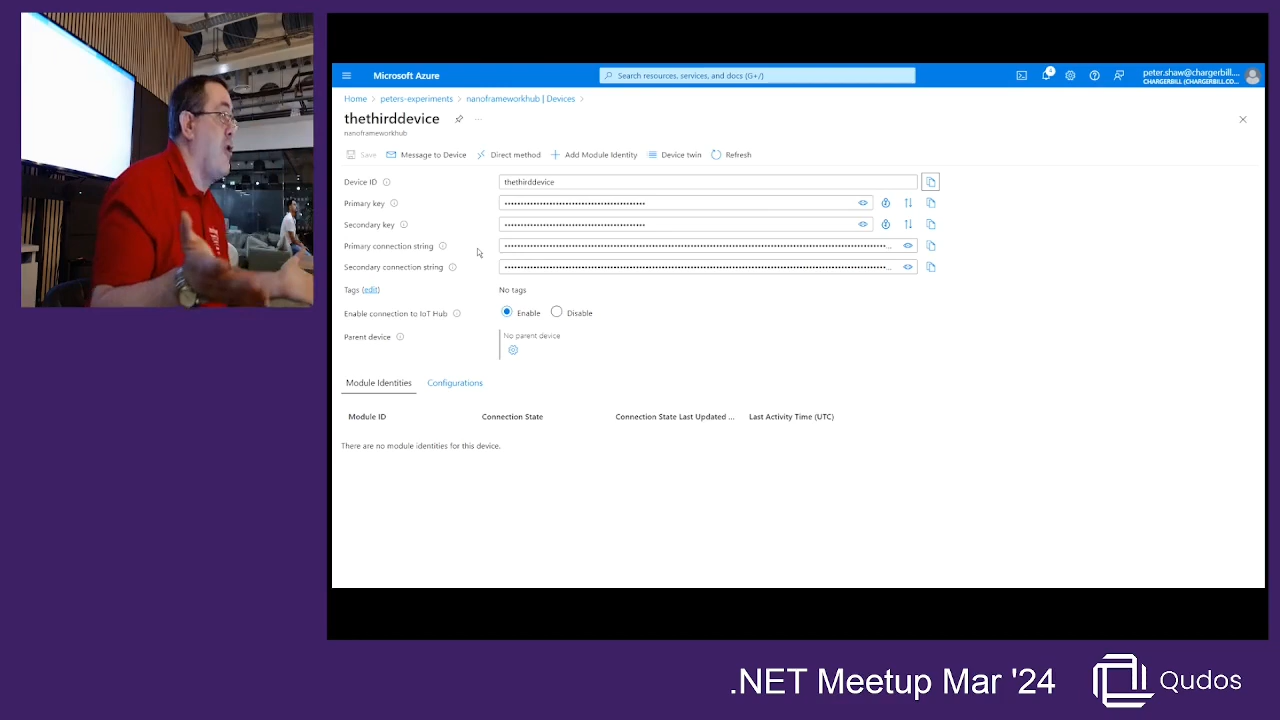 Microsoft Azure
Search resources, services, and docs (G+/)
1
peter.shaw@chargerbill....
CHARGERBILL (CHARGERBILL.CO...
Home > peters-experiments > nanoframeworkhub | Devices >
thethirddevice
nanoframeworkhub
Save Message to Device Direct method Add Module Identity Device twin Refresh
Device ID thethirddevice
Primary key
Secondary key
Primary connection string
Secondary connection string
Tags (edit) No tags
Enable connection to IoT Hub Enable Disable
Parent device No parent device
Module Identities Configurations
Module ID Connection State Connection State Last Updated ... Last Activity Time (UTC)
There are no module identities for this device.
.NET Meetup Mar '24 Qudos